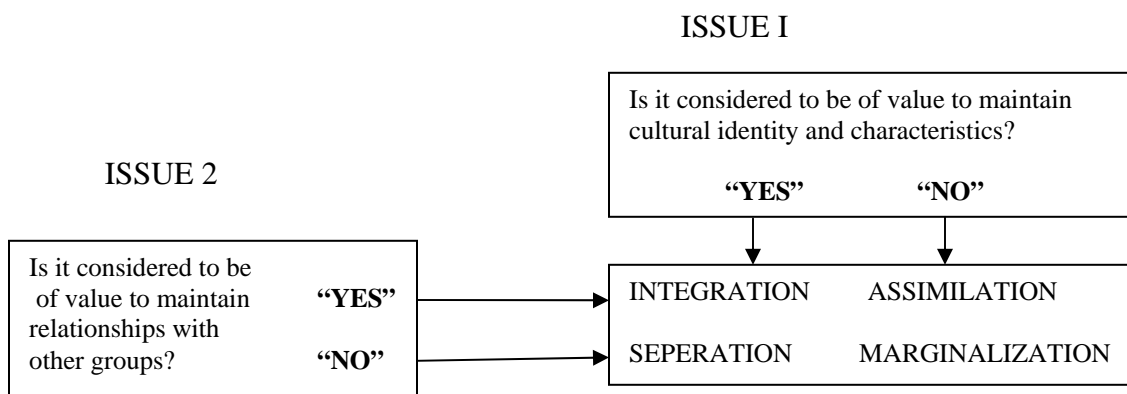 ISSUE I
Is it considered to be of value to maintain
cultural identity and characteristics?
“YES” “NO”
ISSUE 2
Is it considered to be
of value to maintain
relationships with
other groups?
“YES”
“NO”
INTEGRATION ASSIMILATION
SEPERATION MARGINALIZATION